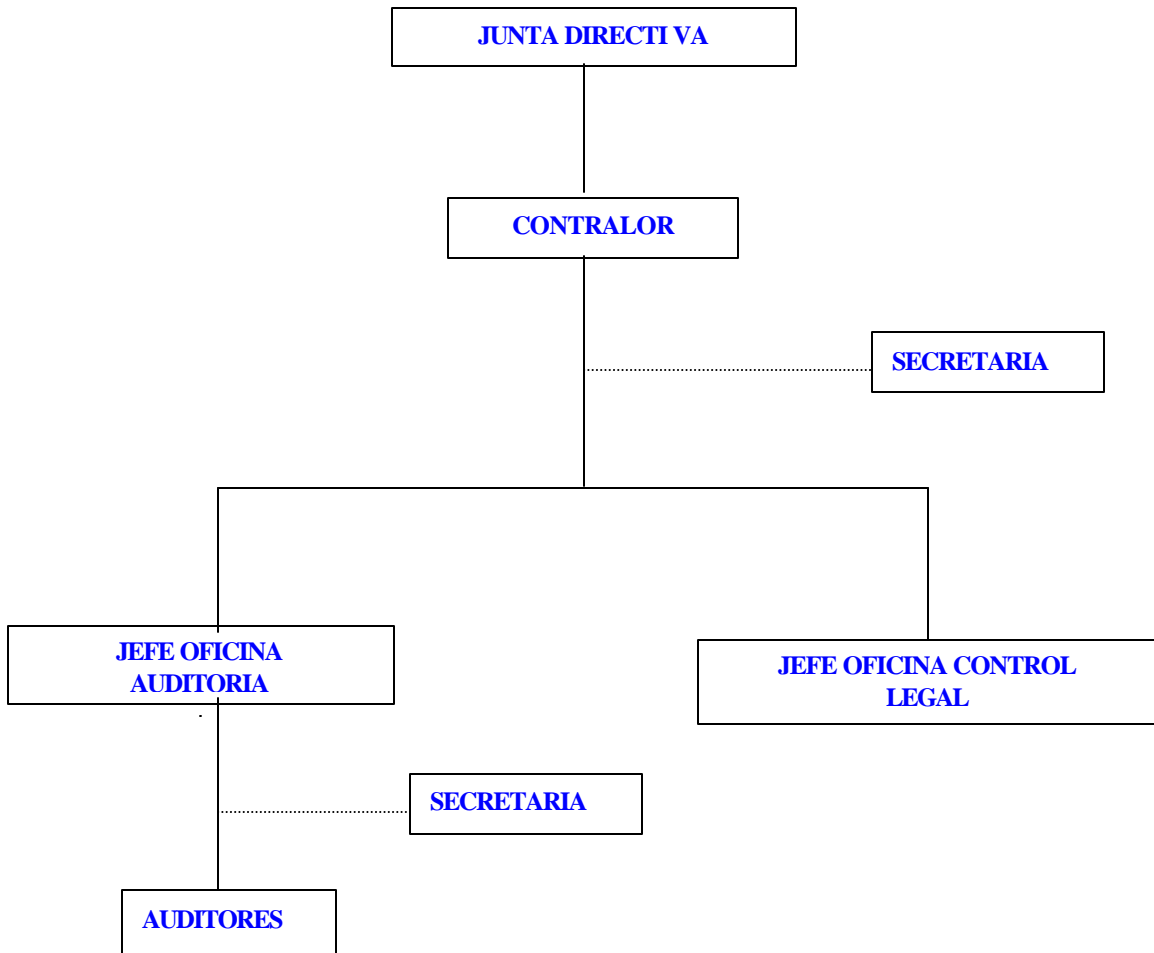 JUNTA DIRECTI VA
CONTRALOR
SECRETARIA
JEFE OFICINA
AUDITORIA
JEFE OFICINA CONTROL
LEGAL
SECRETARIA
AUDITORES